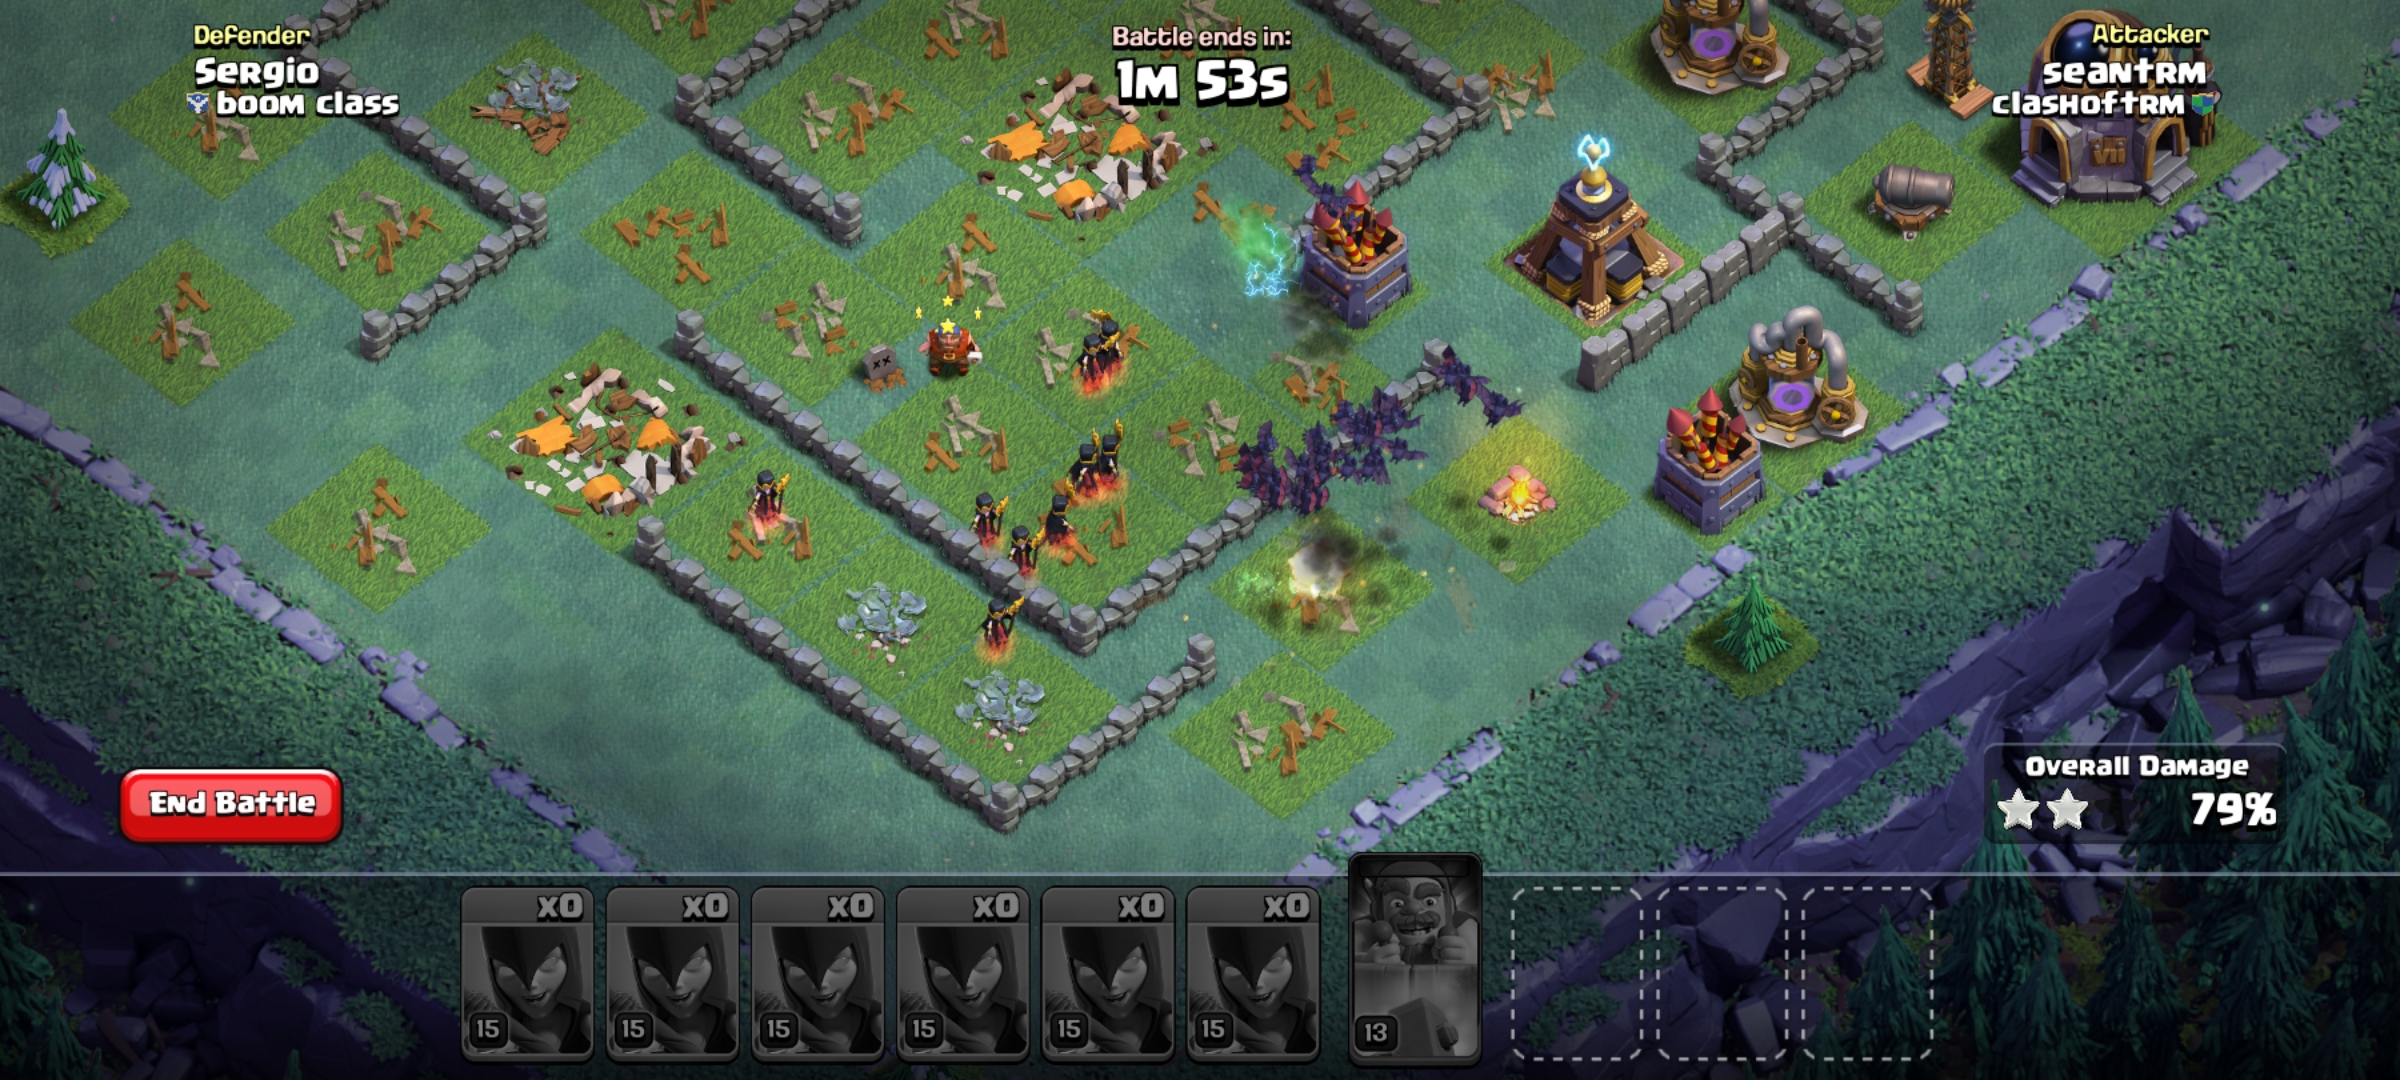 Defender
Sergio
boom class
Battle ends in:
1m 53s
Attacker
seantrm
clashoftrm
VII
End Battle
Overall Damage
79%
x0
x0
x0
x0
x0
x0
15
15
15
15
15
15
13